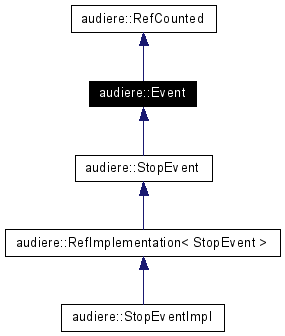 audiere::RefCounted
audiere::Event
audiere::StopEvent
audiere::RefImplementation< StopEvent >
audiere::StopEventImpl